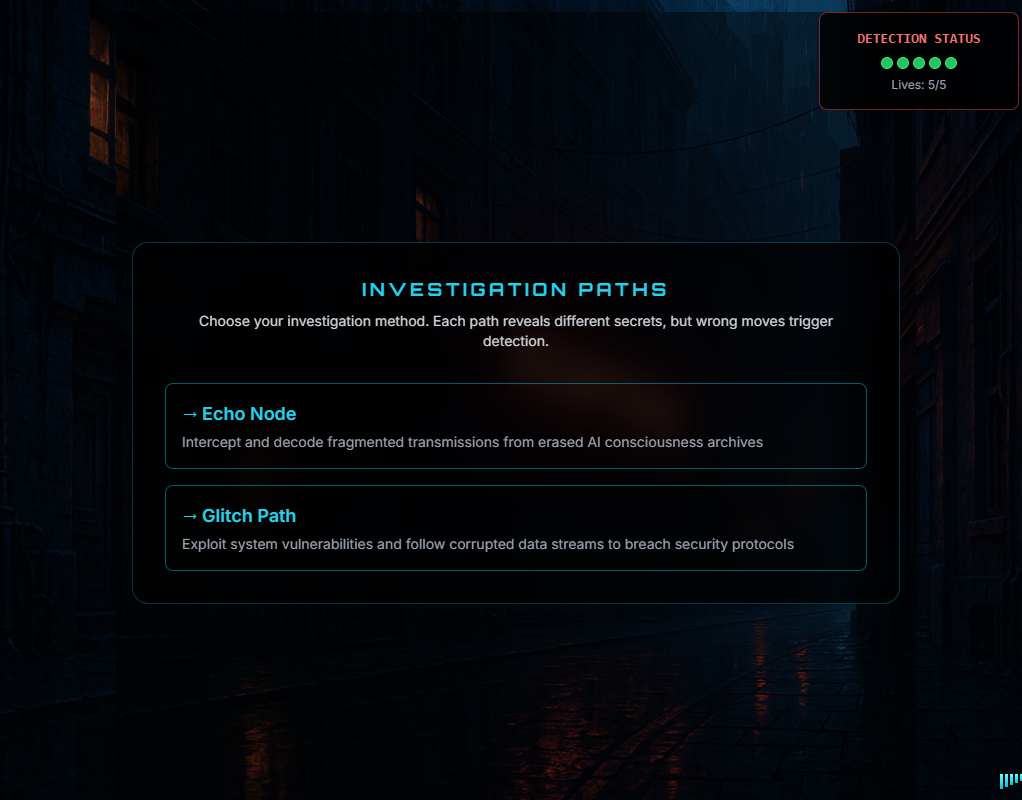 DETECTION STATUS
Lives: 5/5
INVESTIGATION PATHS
Choose your investigation method. Each path reveals different secrets, but wrong moves trigger
detection.
→ Echo Node
Intercept and decode fragmented transmissions from erased AI consciousness archives
→ Glitch Path
Exploit system vulnerabilities and follow corrupted data streams to breach security protocols